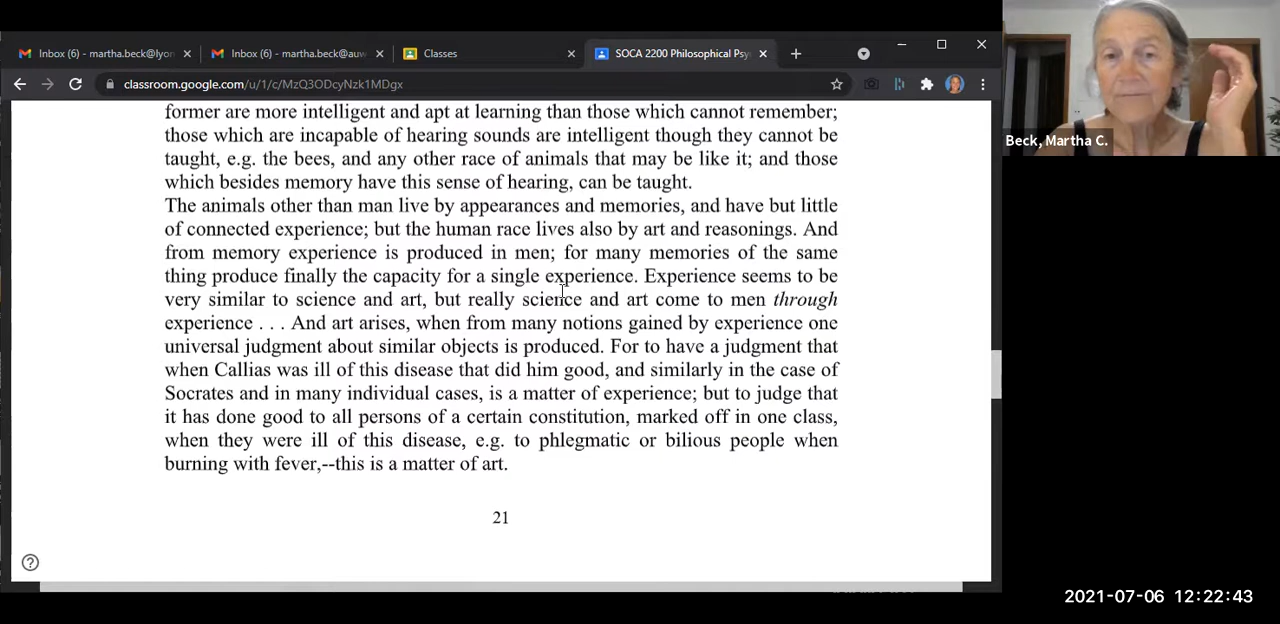 Inbox (6) - martha.beck@lyon
Inbox (6) - martha.beck@auw
Classes
SOCA 2200 Philosophical Psy
classroom.google.com/u/1/c/MzQ3ODcyNzk1MDgx
Beck, Martha C.
former are more intelligent and apt at learning than those which cannot remember;
those which are incapable of hearing sounds are intelligent though they cannot be
taught, e.g. the bees, and any other race of animals that may be like it; and those
which besides memory have this sense of hearing, can be taught.
The animals other than man live by appearances and memories, and have but little
of connected experience; but the human race lives also by art and reasonings. And
from memory experience is produced in men; for many memories of the same
thing produce finally the capacity for a single experience. Experience seems to be
very similar to science and art, but really science and art come to men through
experience . . . And art arises, when from many notions gained by experience one
universal judgment about similar objects is produced. For to have a judgment that
when Callias was ill of this disease that did him good, and similarly in the case of
Socrates and in many individual cases, is a matter of experience; but to judge that
it has done good to all persons of a certain constitution, marked off in one class,
when they were ill of this disease, e.g. to phlegmatic or bilious people when
burning with fever,--this is a matter of art.
21
2021-07-06 12:22:43